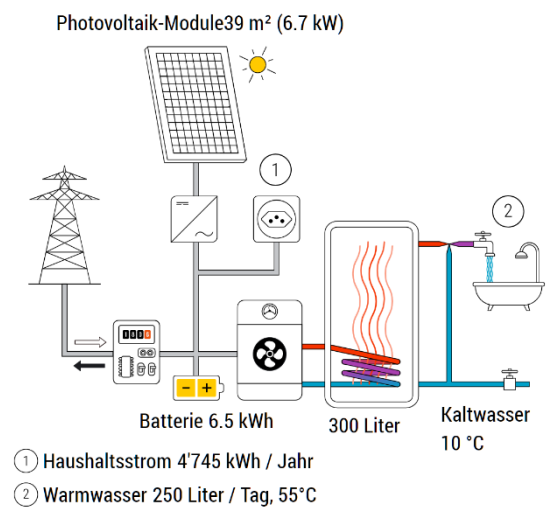 Photovoltaik-Module39 m² (6.7 kW)
1
2
0000
Batterie 6.5 kWh
300 Liter
Kaltwasser
10 °C
1 Haushaltsstrom 4'745 kWh / Jahr
2 Warmwasser 250 Liter / Tag, 55°C